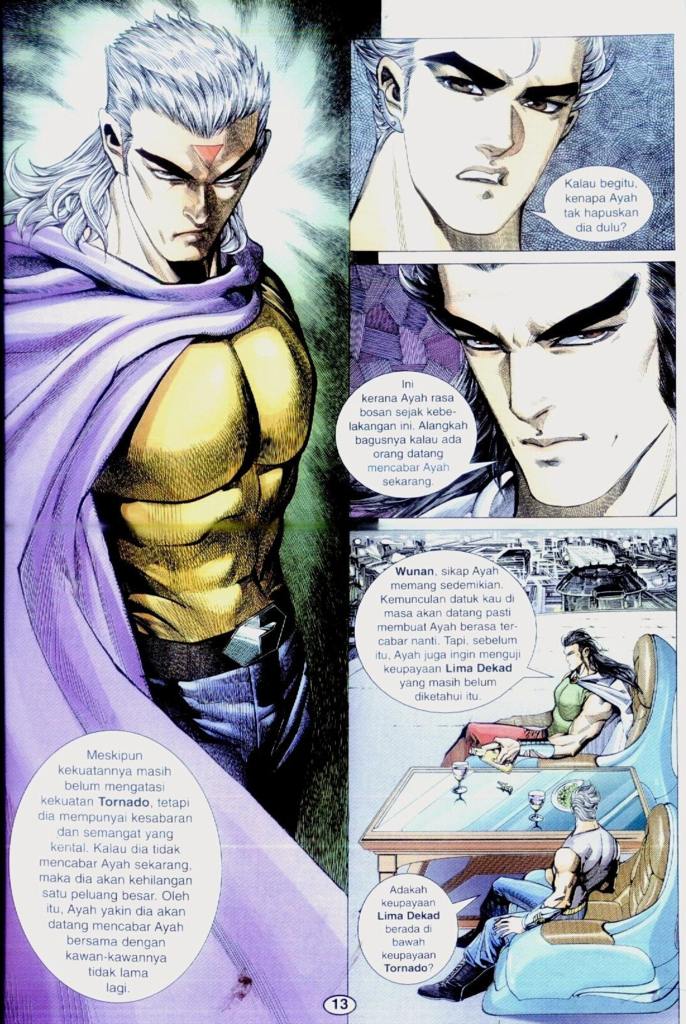 Meskipun
kekuatannya masih
belum mengatasi
kekuatan Tornado, tetapi
dia mempunyai kesabaran
dan semangat yang
kental. Kalau dia tidak
mencabar Ayah sekarang,
maka dia akan kehilangan
satu peluang besar. Oleh
itu, Ayah yakin dia akan
datang mencabar Ayah
bersama dengan
kawan-kawannya
tidak lama
lagi.
Kalau begitu,
kenapa Ayah
tak hapuskan
dia dulu?
Ini
kerana Ayah rasa
bosan sejak kebe-
lakangan ini. Alangkah
bagusnya kalau ada
orang datang
mencabar Ayah
sekarang.
Wunan, sikap Ayah
memang sedemikian.
Kemunculan datuk kau di
masa akan datang pasti
membuat Ayah berasa ter-
cabar nanti. Tapi, sebelum
itu, Ayah juga ingin menguji
keupayaan Lima Dekad
yang masih belum
diketahui itu.
Adakah
keupayaan
Lima Dekad
berada di
bawah
keupayaan
Tornado?
13